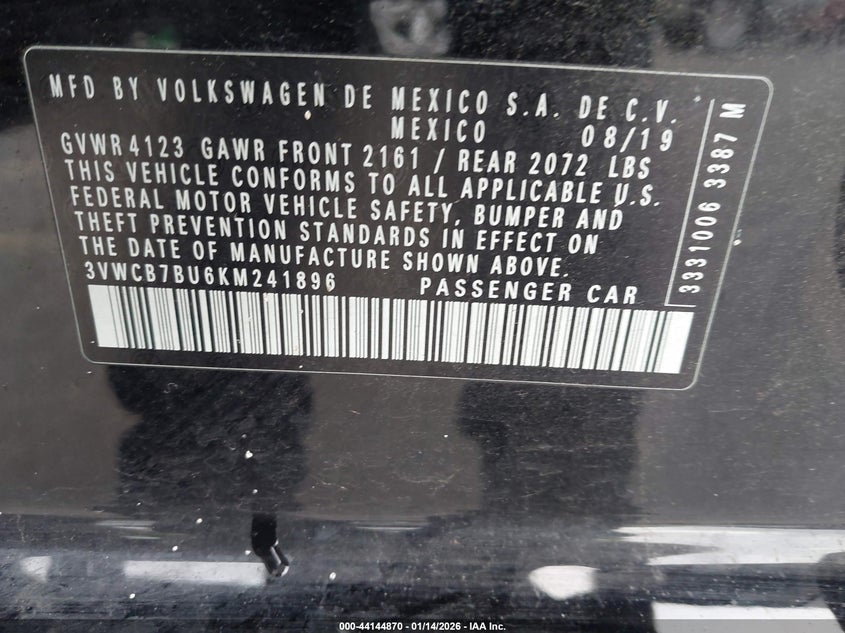 MFD BY VOLKSWAGEN DE MEXICO S.A. DE C.V.
MEXICO 08/19
GVWR 4123 GAWR FRONT 2161 / REAR 2072 LBS
THIS VEHICLE CONFORMS TO ALL APPLICABLE U.S.
FEDERAL MOTOR VEHICLE SAFETY, BUMPER AND
THEFT PREVENTION STANDARDS IN EFFECT ON
THE DATE OF MANUFACTURE SHOWN ABOVE.
3VWCB7BU6KM241896 PASSENGER CAR
3331006 3387 M
000-44144870 - 01/14/2026 - IAA Inc.